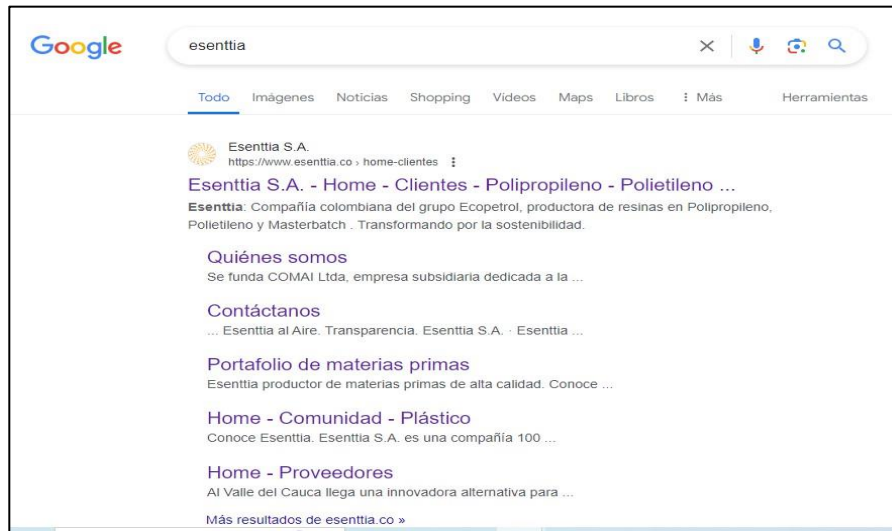 Google
esenttia
Todo Imágenes Noticias Shopping Vídeos Maps Libros Más Herramientas
Esenttia S.A.
https://www.esenttia.co › home-clientes
Esenttia S.A. - Home - Clientes - Polipropileno - Polietileno ...
Esenttia: Compañía colombiana del grupo Ecopetrol, productora de resinas en Polipropileno,
Polietileno y Masterbatch . Transformando por la sostenibilidad.
Quiénes somos
Se funda COMAI Ltda, empresa subsidiaria dedicada a la ...
Contáctanos
... Esenttia al Aire. Transparencia. Esenttia S.A. · Esenttia ...
Portafolio de materias primas
Esenttia productor de materias primas de alta calidad. Conoce ...
Home - Comunidad - Plástico
Conoce Esenttia. Esenttia S.A. es una compañía 100 ...
Home - Proveedores
Al Valle del Cauca llega una innovadora alternativa para ...
Más resultados de esenttia.co »